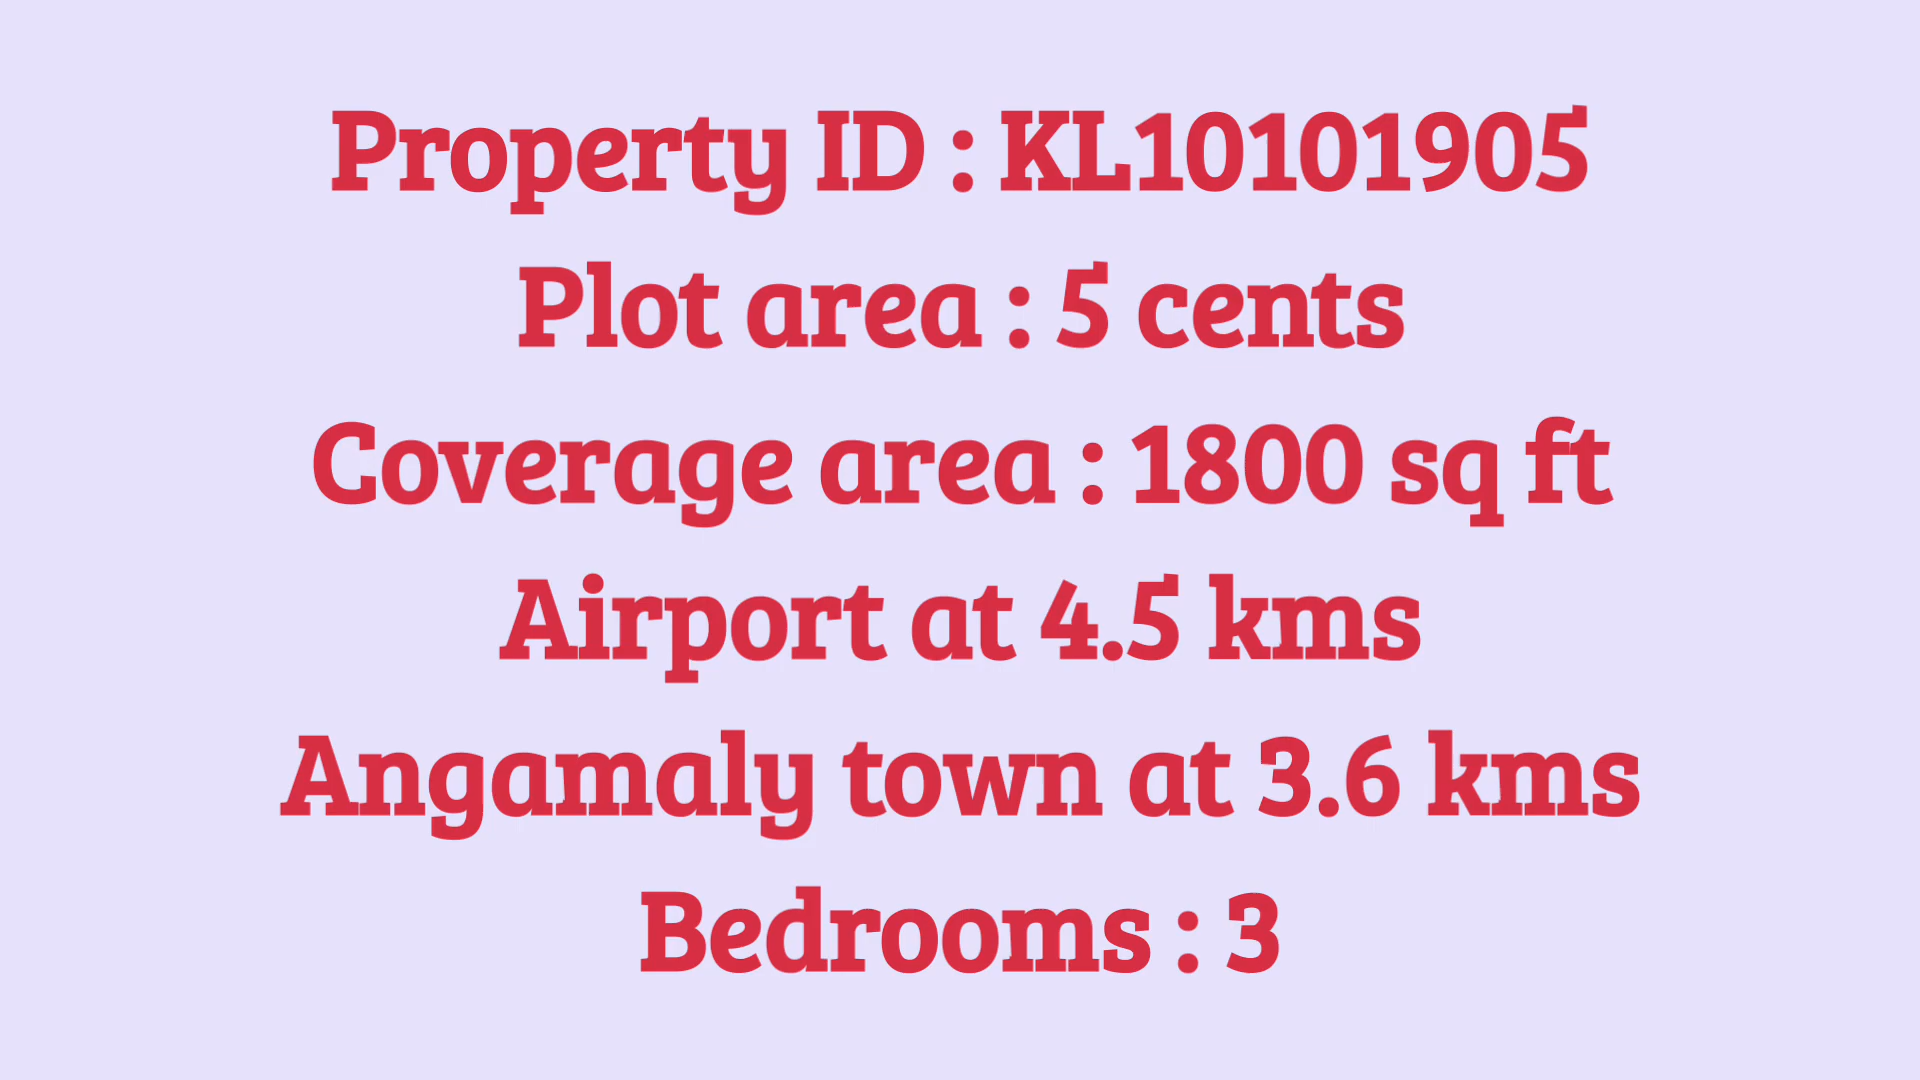 Property ID : KL10101905
Plot area : 5 cents
Coverage area : 1800 sq ft
Airport at 4.5 kms
Angamaly town at 3.6 kms
Bedrooms : 3